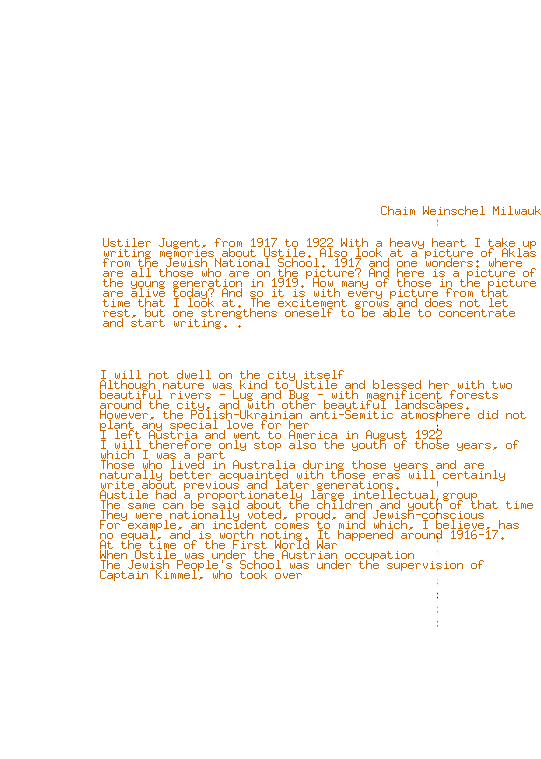 Chaim Weinschel Milwauk
Ustiler Jugent, from 1917 to 1922 With a heavy heart I take up
writing memories about Ustile. Also look at a picture of Aklas
from the Jewish National School, 1917 and one wonders: where
are all those who are on the picture? And here is a picture of
the young generation in 1919. How many of those in the picture
are alive today? And so it is with every picture from that
time that I look at. The excitement grows and does not let
rest, but one strengthens oneself to be able to concentrate
and start writing. .
I will not dwell on the city itself
Although nature was kind to Ustile and blessed her with two
beautiful rivers - Lug and Bug - with magnificent forests
around the city, and with other beautiful landscapes.
However, the Polish-Ukrainian anti-Semitic atmosphere did not
plant any special love for her
I left Austria and went to America in August 1922
I will therefore only stop also the youth of those years, of
which I was a part
Those who lived in Australia during those years and are
naturally better acquainted with those eras will certainly
write about previous and later generations.
Austile had a proportionately large intellectual group
The same can be said about the children and youth of that time
They were nationally voted, proud, and Jewish-conscious
For example, an incident comes to mind which, I believe, has
no equal, and is worth noting. It happened around 1916-17.
At the time of the First World War
When Ostile was under the Austrian occupation
The Jewish People's School was under the supervision of
Captain Kimmel, who took over